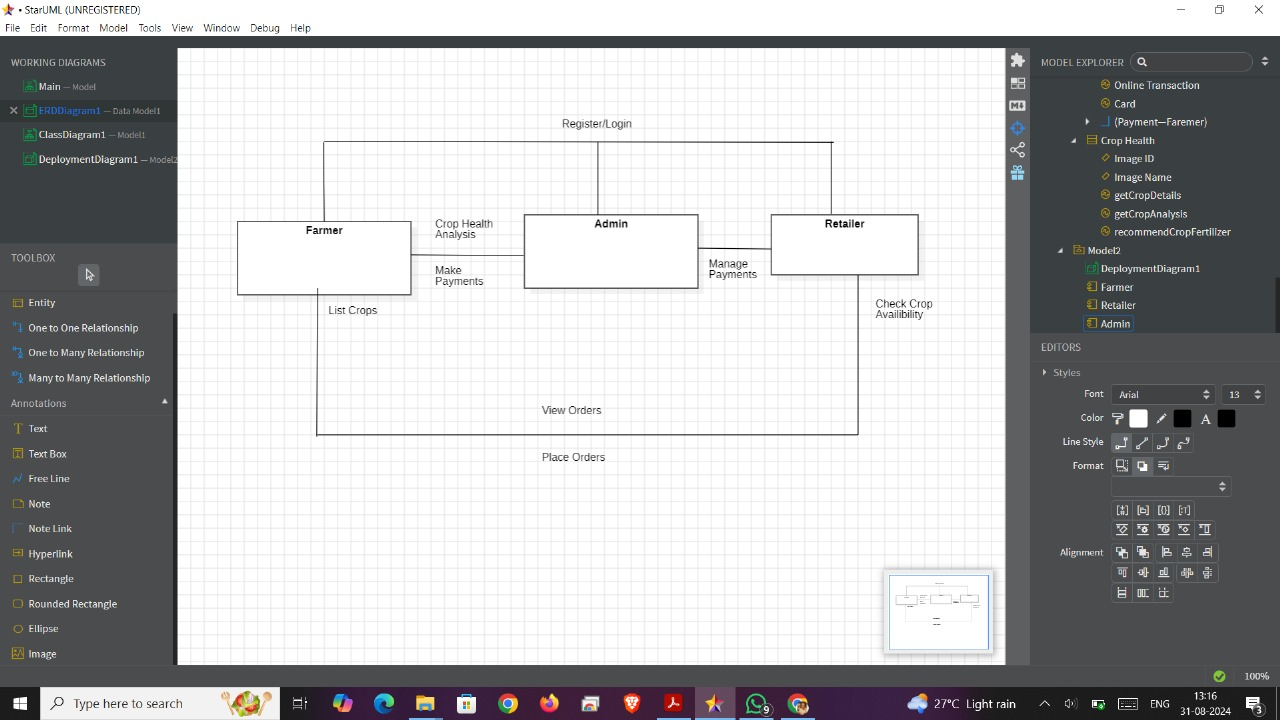 • StarUML (UNREGISTERED)
File Edit Format Model Tools View Window Debug Help
WORKING DIAGRAMS
Main — Model
ERDDiagram1 — Data Model1
ClassDiagram1 — Model1
DeploymentDiagram1 — Model2
TOOLBOX
Entity
One to One Relationship
One to Many Relationship
Many to Many Relationship
Annotations
Text
Text Box
Free Line
Note
Note Link
Hyperlink
Rectangle
Rounded Rectangle
Ellipse
Image
Register/Login
Farmer
Crop Health
Analysis
Make
Payments
Admin
Manage
Payments
Retailer
List Crops
Check Crop
Availibility
View Orders
Place Orders
MODEL EXPLORER
Online Transaction
Card
(Payment—Faremer)
Crop Health
Image ID
Image Name
getCropDetails
getCropAnalysis
recommendCropFertilizer
Model2
DeploymentDiagram1
Farmer
Retailer
Admin
EDITORS
Styles
Font Arial 13
Color A
Line Style
Format
Alignment
100%
Type here to search
9
27°C Light rain
ENG
13:16
31-08-2024
3